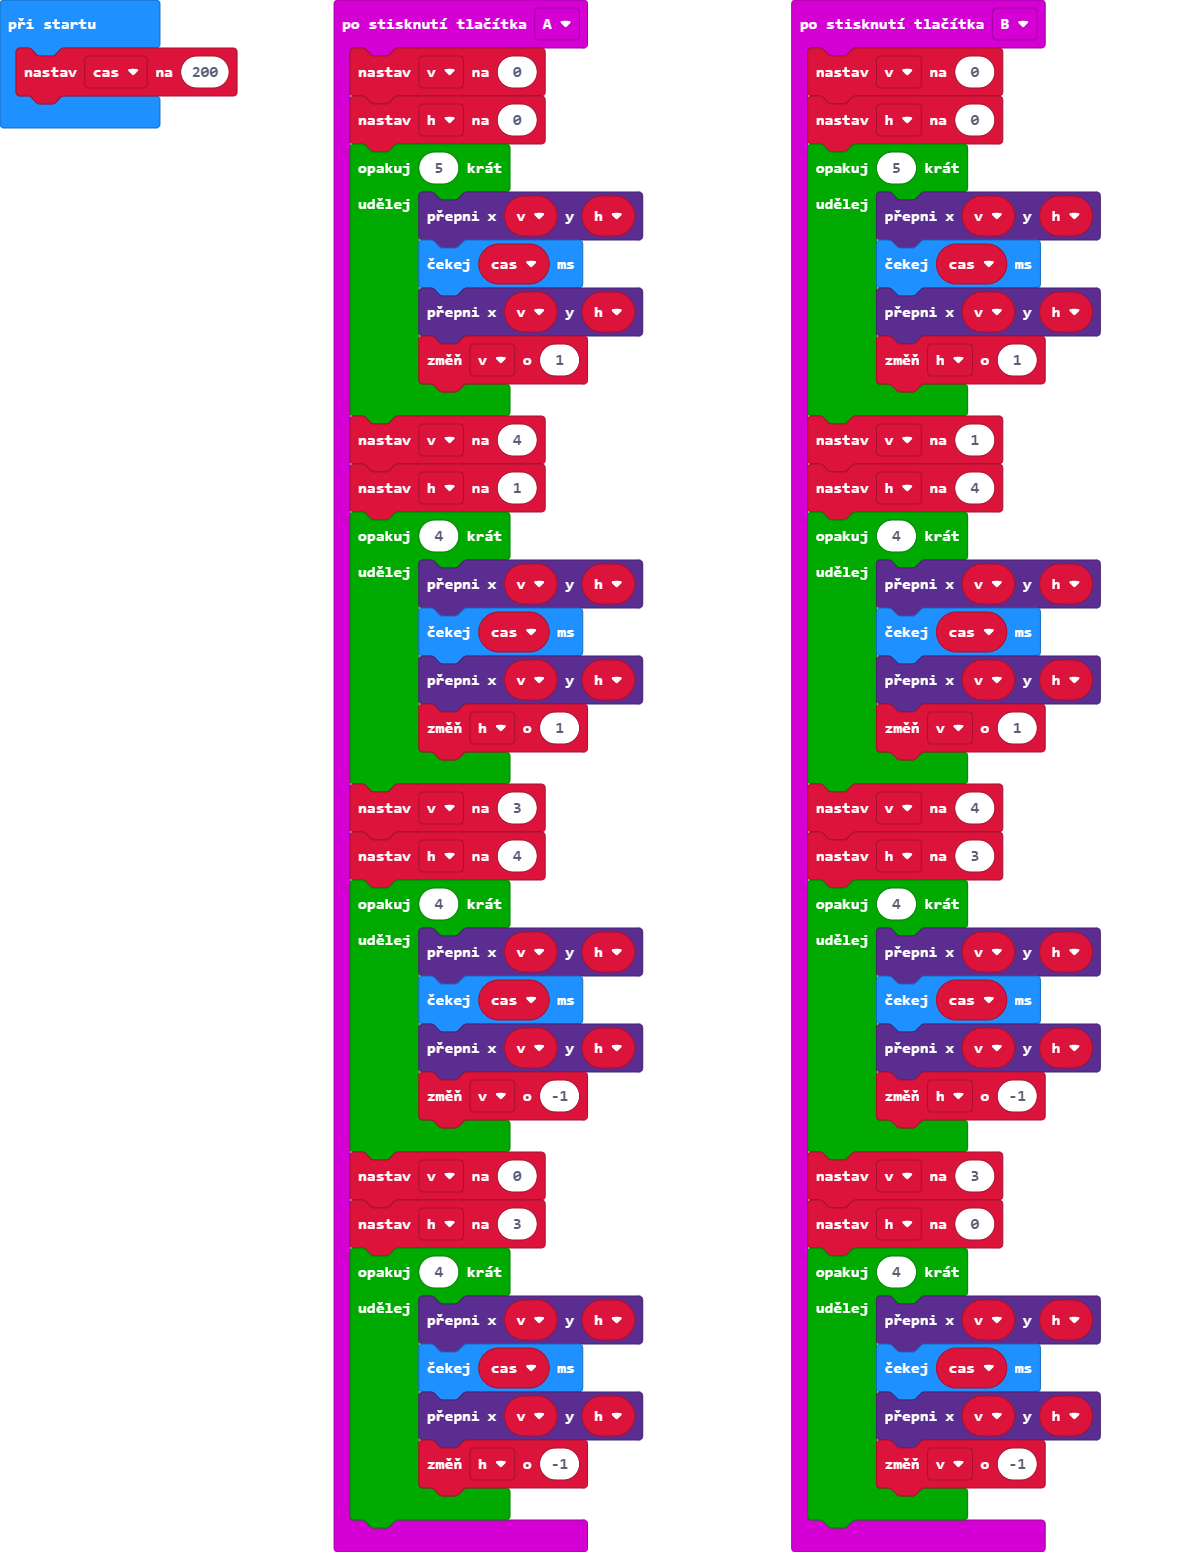 při startu
nastav cas na 200
po stisknutí tlačítka A
nastav v na 0
nastav h na 0
opakuj 5 krát
udělej
přepni x v y h
čekej cas ms
přepni x v y h
změň v o 1
nastav v na 4
nastav h na 1
opakuj 4 krát
udělej
přepni x v y h
čekej cas ms
přepni x v y h
změň h o 1
nastav v na 3
nastav h na 4
opakuj 4 krát
udělej
přepni x v y h
čekej cas ms
přepni x v y h
změň v o -1
nastav v na 0
nastav h na 3
opakuj 4 krát
udělej
přepni x v y h
čekej cas ms
přepni x v y h
změň h o -1
po stisknutí tlačítka B
nastav v na 0
nastav h na 0
opakuj 5 krát
udělej
přepni x v y h
čekej cas ms
přepni x v y h
změň h o 1
nastav v na 1
nastav h na 4
opakuj 4 krát
udělej
přepni x v y h
čekej cas ms
přepni x v y h
změň v o 1
nastav v na 4
nastav h na 3
opakuj 4 krát
udělej
přepni x v y h
čekej cas ms
přepni x v y h
změň h o -1
nastav v na 3
nastav h na 0
opakuj 4 krát
udělej
přepni x v y h
čekej cas ms
přepni x v y h
změň v o -1